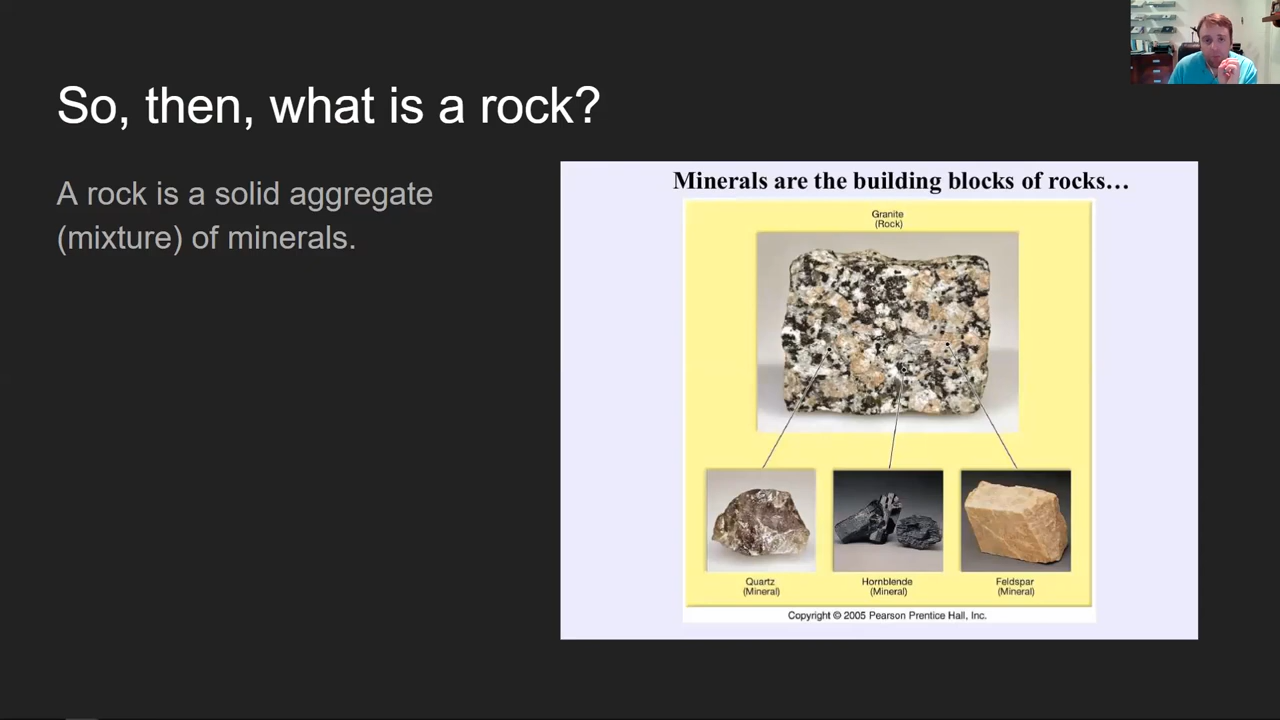 So, then, what is a rock?
A rock is a solid aggregate
(mixture) of minerals.
Minerals are the building blocks of rocks…
Granite
(Rock)
Quartz
(Mineral)
Hornblende
(Mineral)
Feldspar
(Mineral)
Copyright © 2005 Pearson Prentice Hall, Inc.